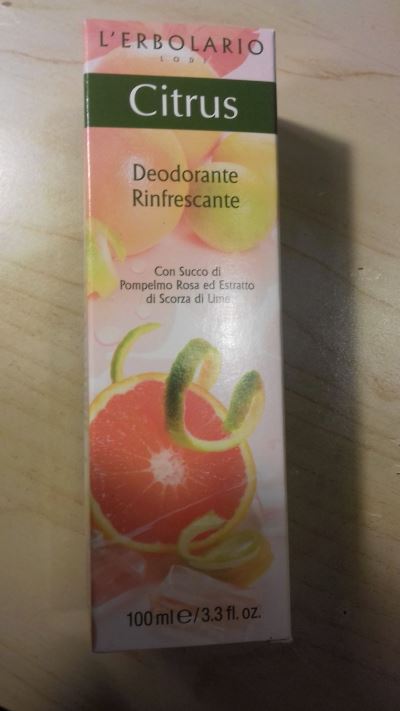 L'ERBOLARIO
LODI
Citrus
Deodorante
Rinfrescante
Con Succo di
Pompelmo Rosa ed Estratto
di Scorza di Lime
100 ml ℮/3.3 fl. oz.